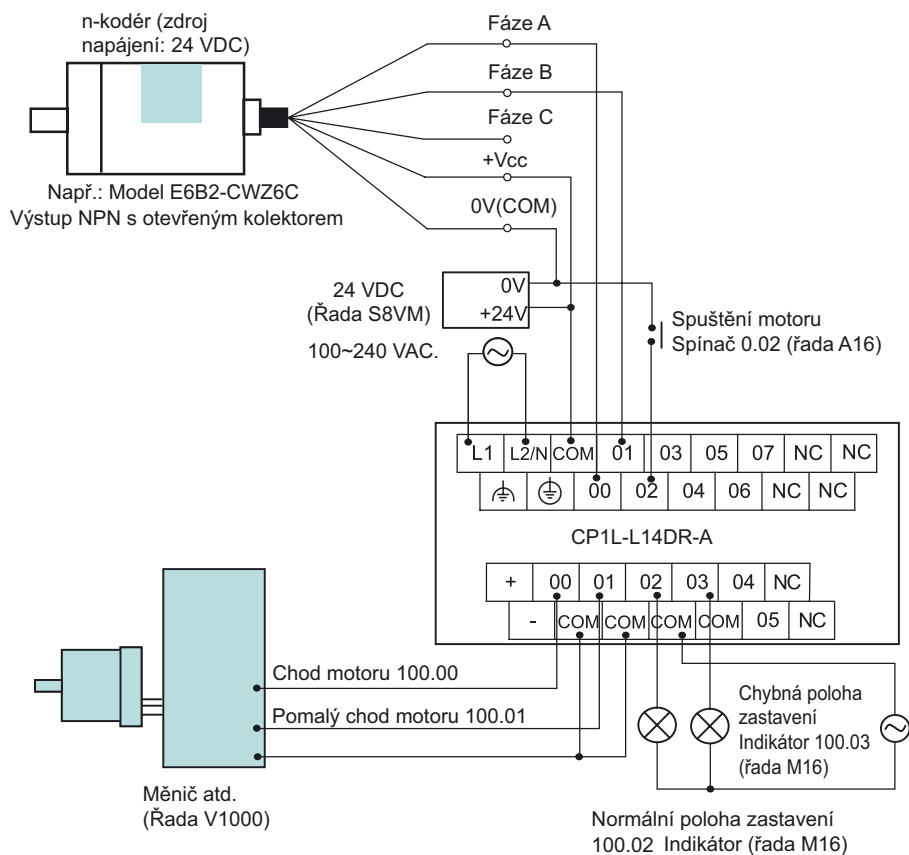 n-kodér (zdroj
napájení: 24 VDC)
Fáze A
Fáze B
Fáze C
+Vcc
0V(COM)
Např.: Model E6B2-CWZ6C
Výstup NPN s otevřeným kolektorem
24 VDC
(Řada S8VM)
0V
+24V
100~240 VAC.
Spuštění motoru
Spínač 0.02 (řada A16)
L1 L2/N COM 01 03 05 07 NC NC
00 02 04 06 NC NC
CP1L-L14DR-A
+ 00 01 02 03 04 NC
- COM COM COM COM 05 NC
Chod motoru 100.00
Pomalý chod motoru 100.01
Měnič atd.
(Řada V1000)
Chybná poloha
zastavení
Indikátor 100.03
(řada M16)
Normální poloha zastavení
100.02 Indikátor (řada M16)